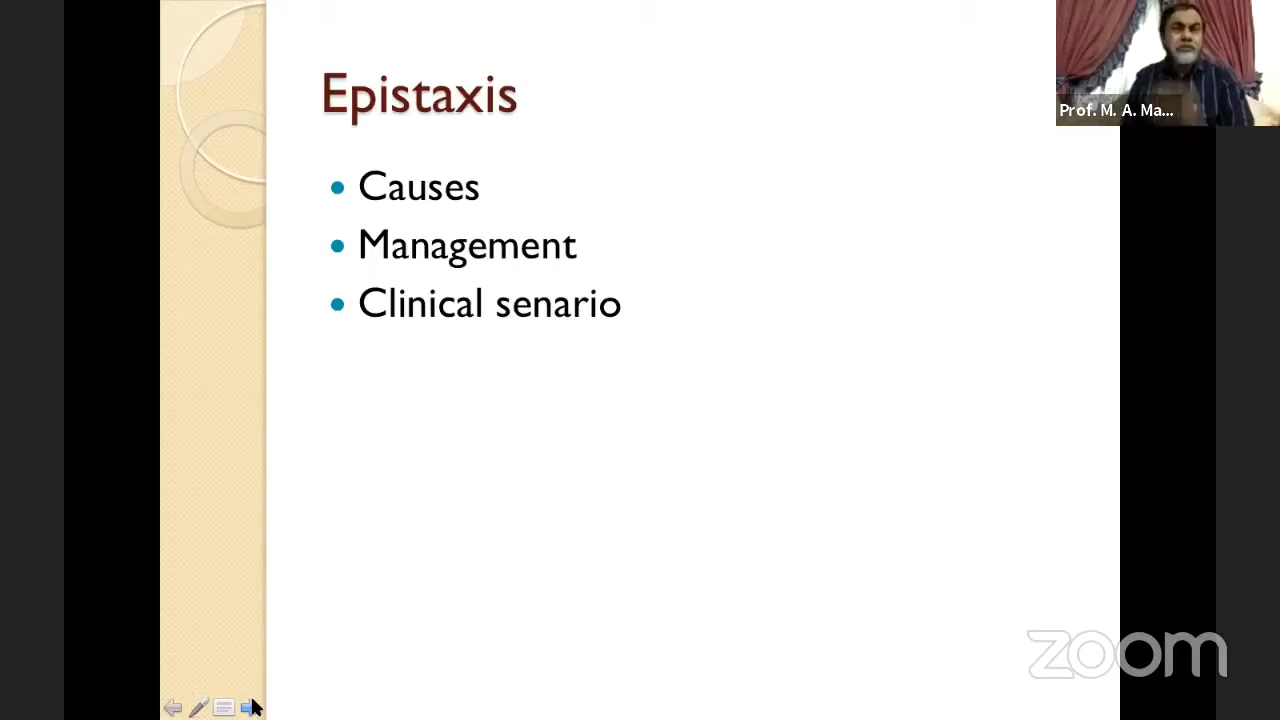 Epistaxis
Causes
Management
Clinical senario
Prof. M. A. Ma...
zoom